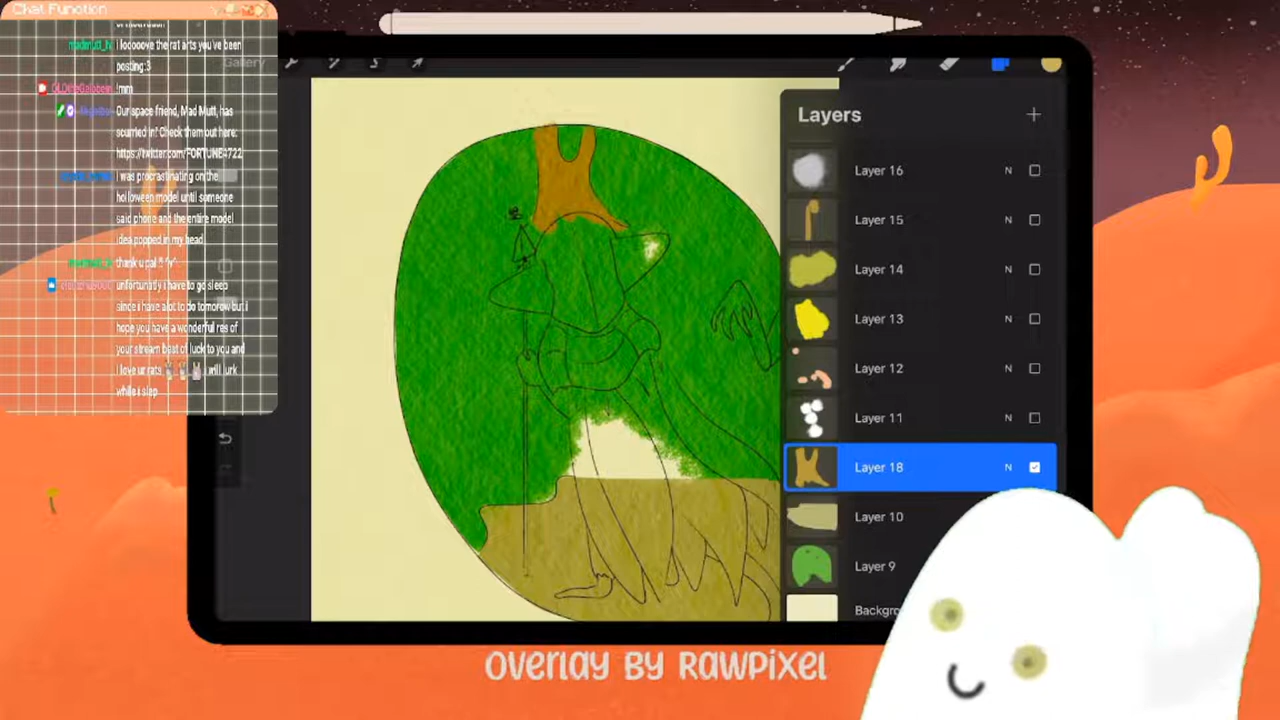 Chat Function
madmutt_tv i looooove the rat arts you've been
posting:3
!mm
Our space friend, Mad Mutt, has
scurried in! Check them out here:
https://twitter.com/FORTUNE4722
i was procrastinating on the
holloween model until someone
said phone and the entire model
idea popped in my head
thank u pal
unfortunatly i have to go sleep
since i have alot to do tomorow but i
hope you have a wonderful res of
your stream best of luck to you and
i love ur rats i will lurk
while i slep
Gallery
Layers
Layer 16 N
Layer 15 N
Layer 14 N
Layer 13 N
Layer 12 N
Layer 11 N
Layer 18 N
Layer 10 N
Layer 9
Backgro
Overlay by Rawpixel